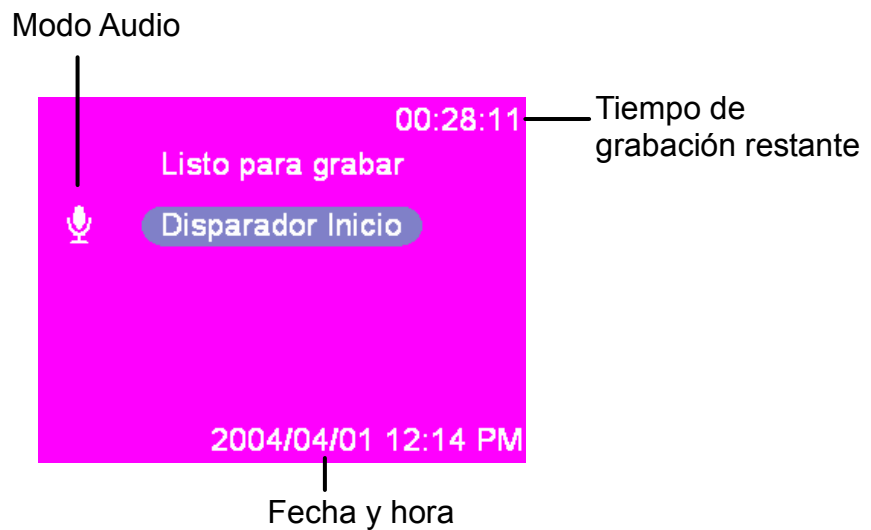 Modo Audio
00:28:11
Tiempo de
grabación restante
Listo para grabar
Disparador Inicio
2004/04/01 12:14 PM
Fecha y hora